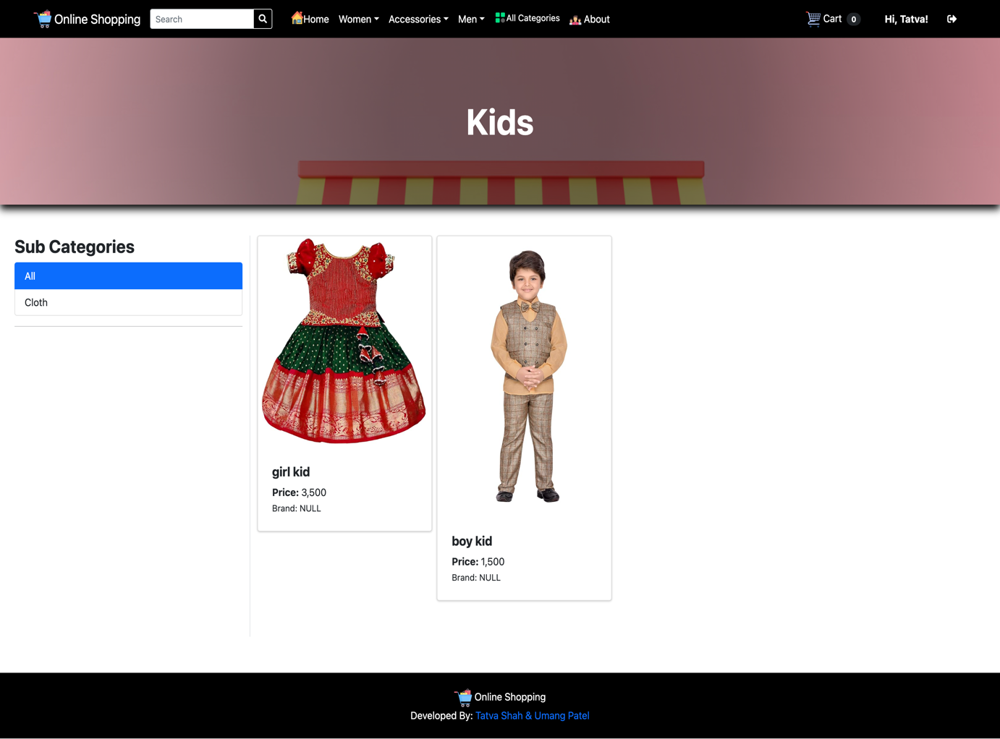 Online Shopping Search Home Women Accessories Men All Categories About Cart 0 Hi, Tatva!
Kids
Sub Categories
All
Cloth
girl kid
Price: 3,500
Brand: NULL
boy kid
Price: 1,500
Brand: NULL
Online Shopping
Developed By: Tatva Shah & Umang Patel